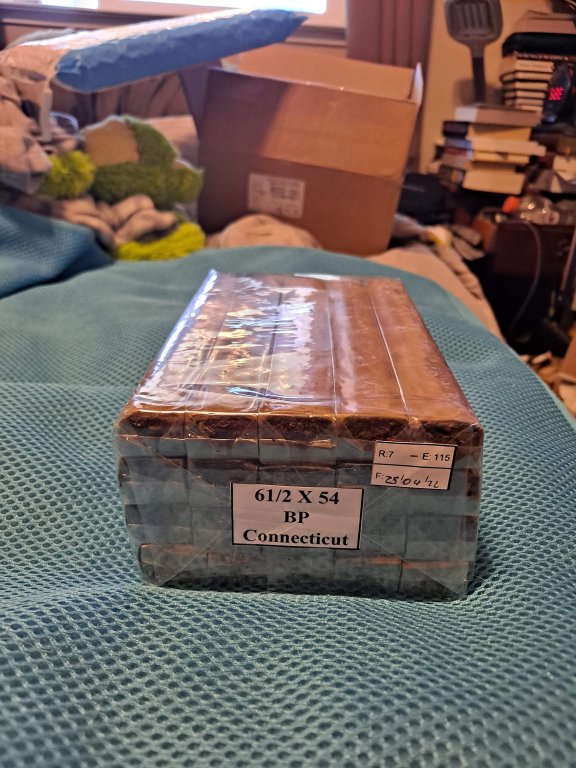 R:7 – E: 115
F: 25/04/22
61/2 X 54
BP
Connecticut